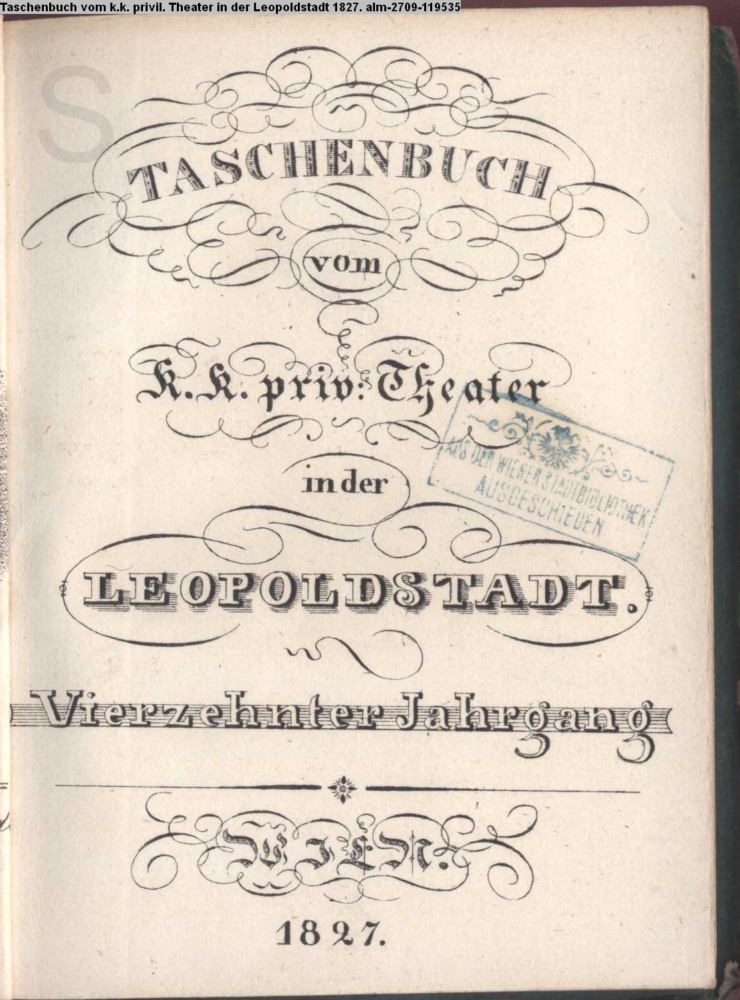 Taschenbuch vom k.k. privil. Theater in der Leopoldstadt 1827. alm-2709-119535
S
TASCHENBUCH
vom
K. K. priv: Theater
in der
AUS DER WIENER STADTBIBLIOTHEK
AUSGESCHIEDEN
LEOPOLDSTADT.
Vierzehnter Jahrgang
WIEN.
1827.